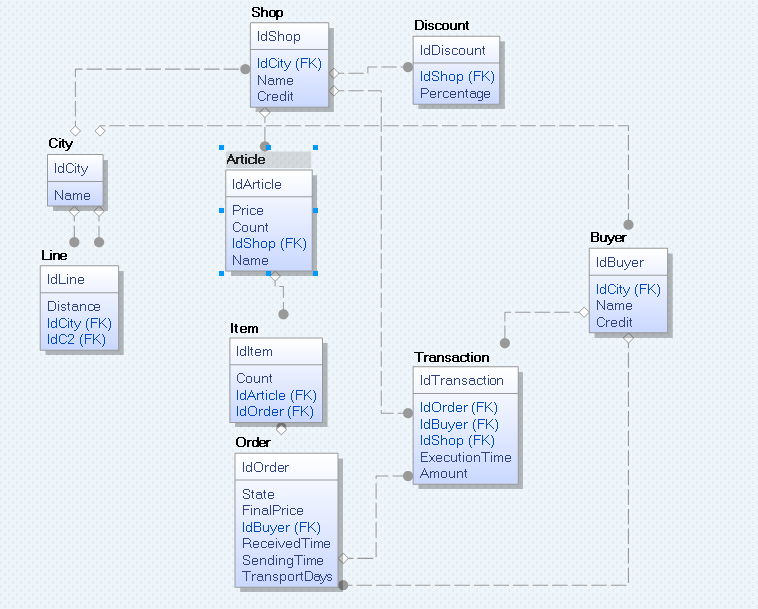 Shop
IdShop
IdCity (FK)
Name
Credit
Discount
IdDiscount
IdShop (FK)
Percentage
City
IdCity
Name
Article
IdArticle
Price
Count
IdShop (FK)
Name
Line
IdLine
Distance
IdCity (FK)
IdC2 (FK)
Buyer
IdBuyer
IdCity (FK)
Name
Credit
Item
IdItem
Count
IdArticle (FK)
IdOrder (FK)
Transaction
IdTransaction
IdOrder (FK)
IdBuyer (FK)
IdShop (FK)
ExecutionTime
Amount
Order
IdOrder
State
FinalPrice
IdBuyer (FK)
ReceivedTime
SendingTime
TransportDays